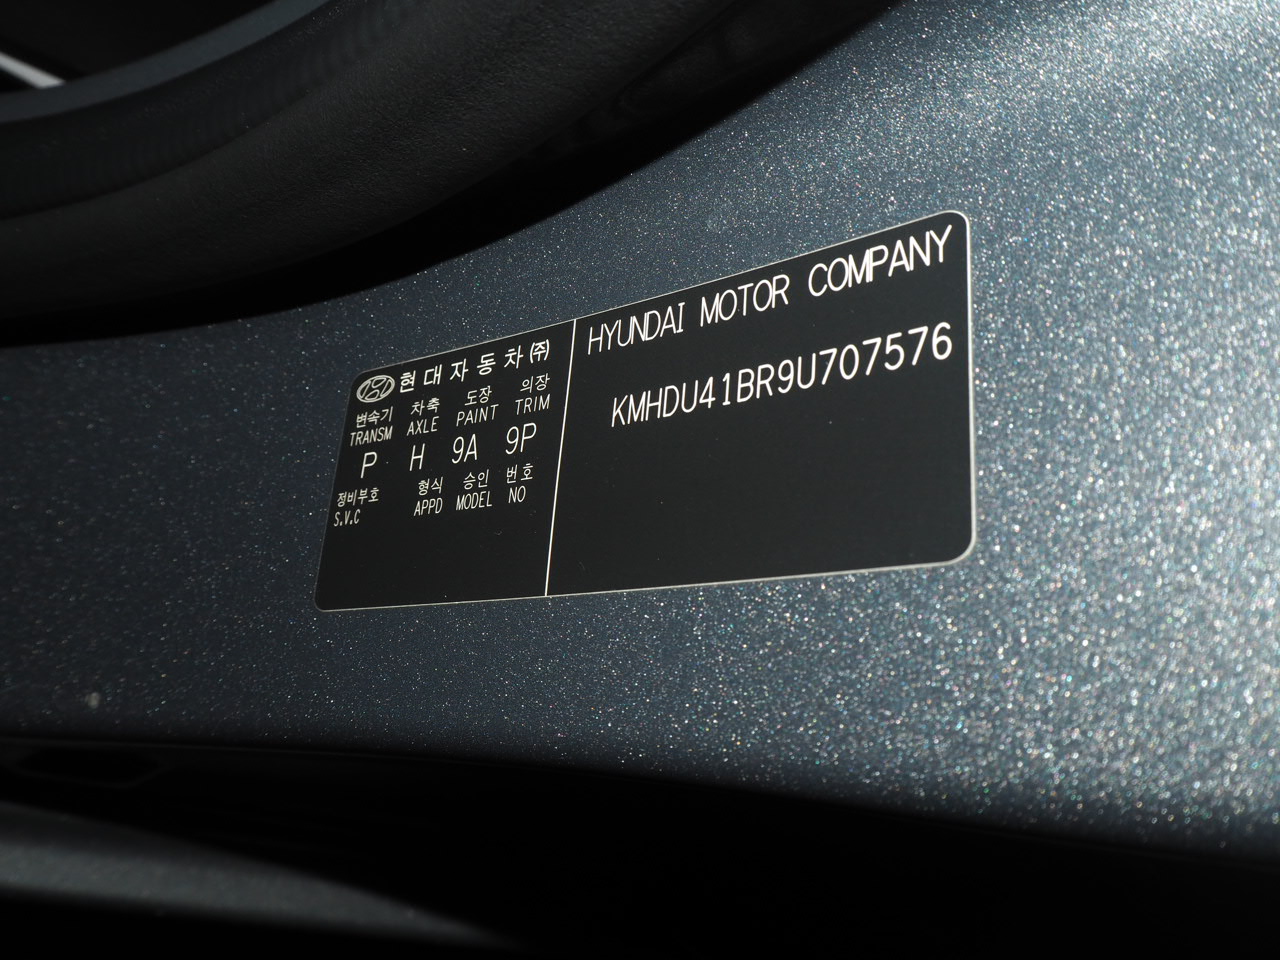 현대자동차㈜
변속기 차축 도장 의장
TRANSM AXLE PAINT TRIM
P H 9A 9P
정비부호 형식 승인 번호
S.V.C APPD MODEL NO
HYUNDAI MOTOR COMPANY
KMHDU41BR9U707576